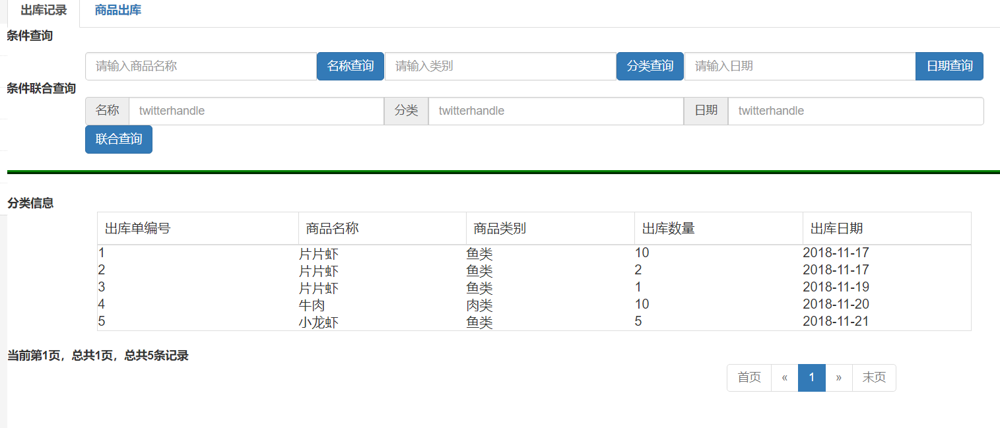 出库记录 商品出库
条件查询
请输入商品名称 名称查询 请输入类别 分类查询 请输入日期 日期查询
条件联合查询
名称 twitterhandle 分类 twitterhandle 日期 twitterhandle
联合查询
分类信息
出库单编号 商品名称 商品类别 出库数量 出库日期
1 片片虾 鱼类 10 2018-11-17
2 片片虾 鱼类 2 2018-11-17
3 片片虾 鱼类 1 2018-11-19
4 牛肉 肉类 10 2018-11-20
5 小龙虾 鱼类 5 2018-11-21
当前第1页，总共1页，总共5条记录
首页 « 1 » 末页